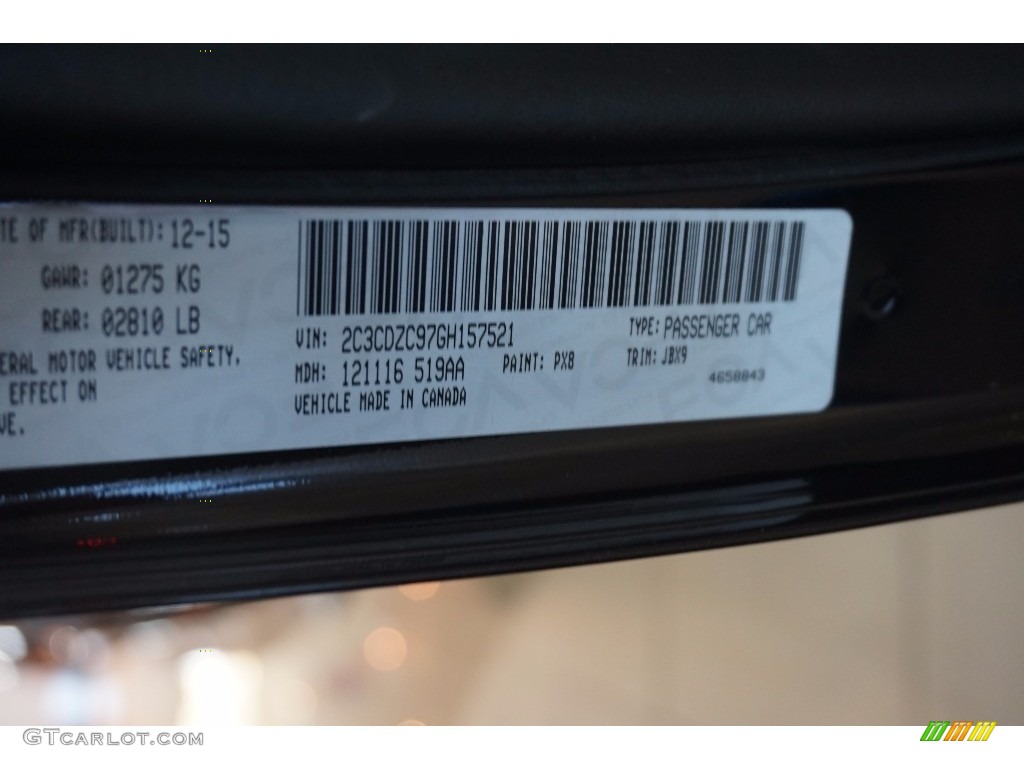 TE OF MFR(BUILT): 12-15
GAWR: 01275 KG
REAR: 02810 LB
ERAL MOTOR VEHICLE SAFETY.
EFFECT ON
VE.
VIN: 2C3CDZC97GH157521
TYPE: PASSENGER CAR
MDH: 121116 519AA
PAINT: PX8
TRIM: JBX9
VEHICLE MADE IN CANADA
4658843
GTCARLOT.COM